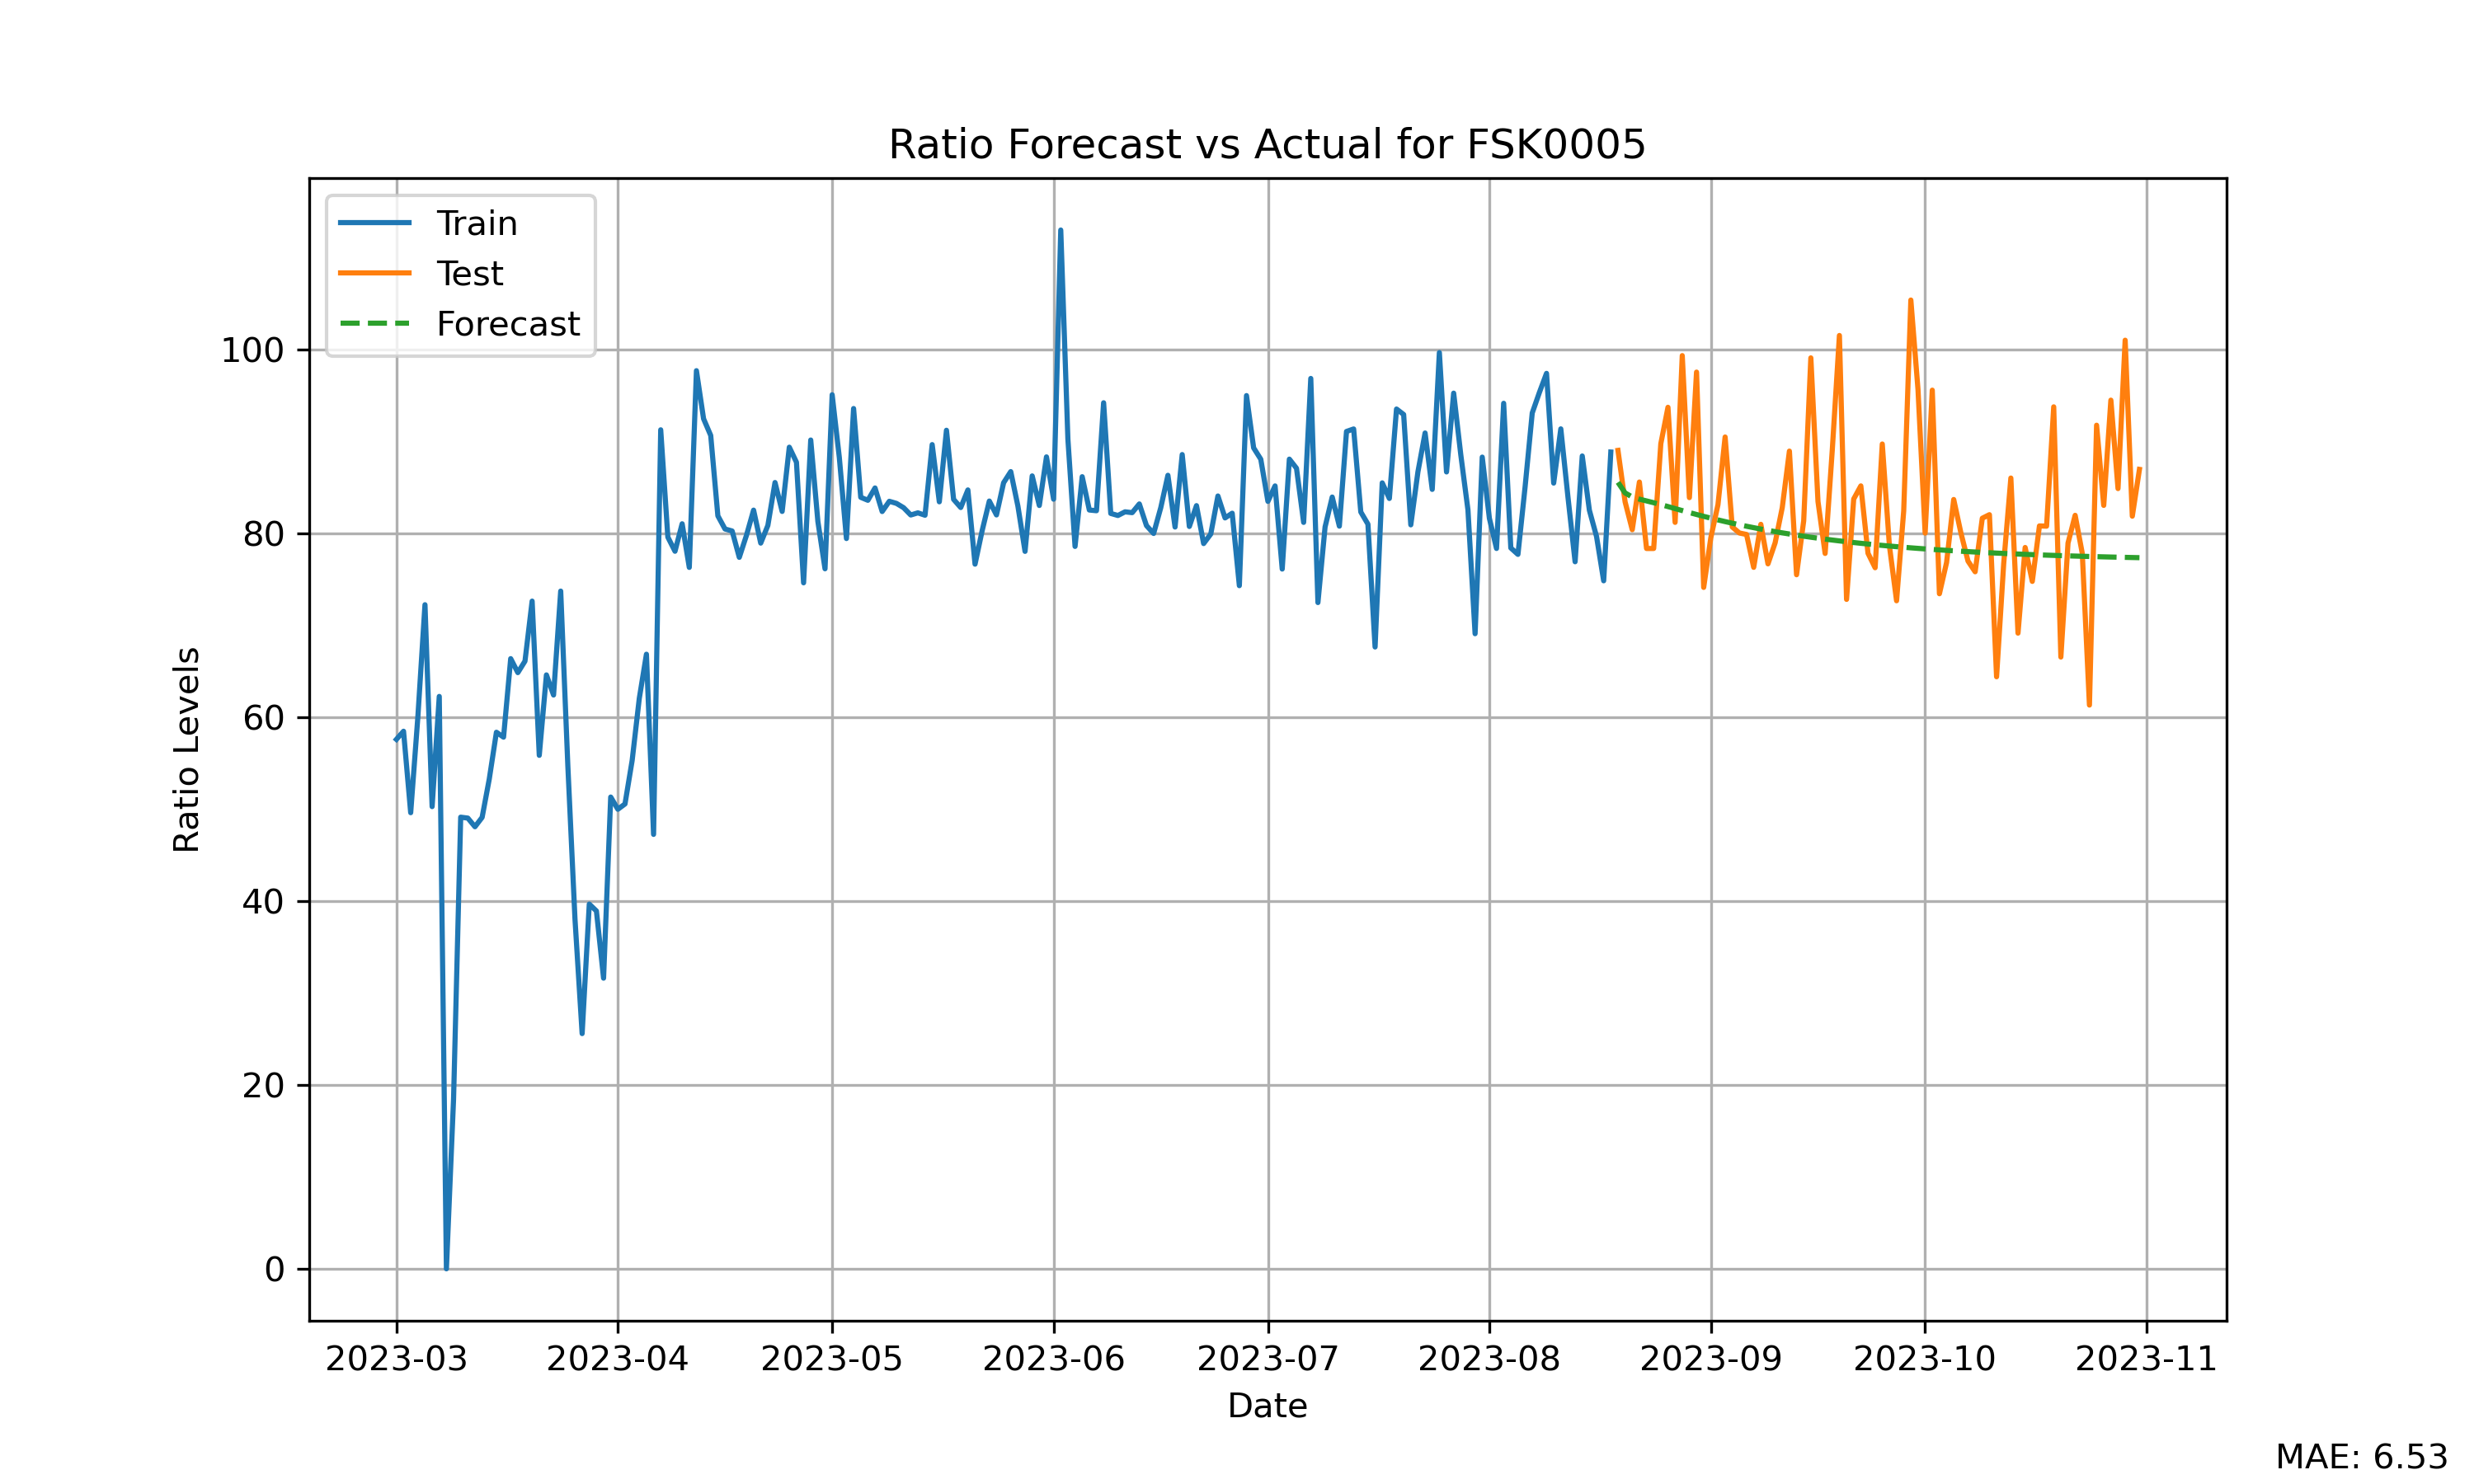 Ratio Forecast vs Actual for FSK0005
Train
Test
Forecast
100
80
60
40
20
0
Ratio Levels
2023-03 2023-04 2023-05 2023-06 2023-07 2023-08 2023-09 2023-10 2023-11
Date
MAE: 6.53